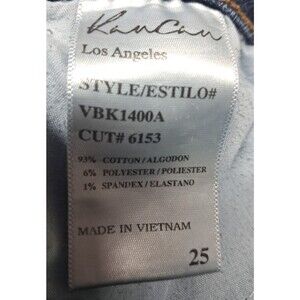 KanCan
Los Angeles
STYLE/ESTILO#
VBK1400A
CUT# 6153
93% COTTON/ALGODON
6% POLYESTER/POLIESTER
1% SPANDEX/ELASTANO
MADE IN VIETNAM
25